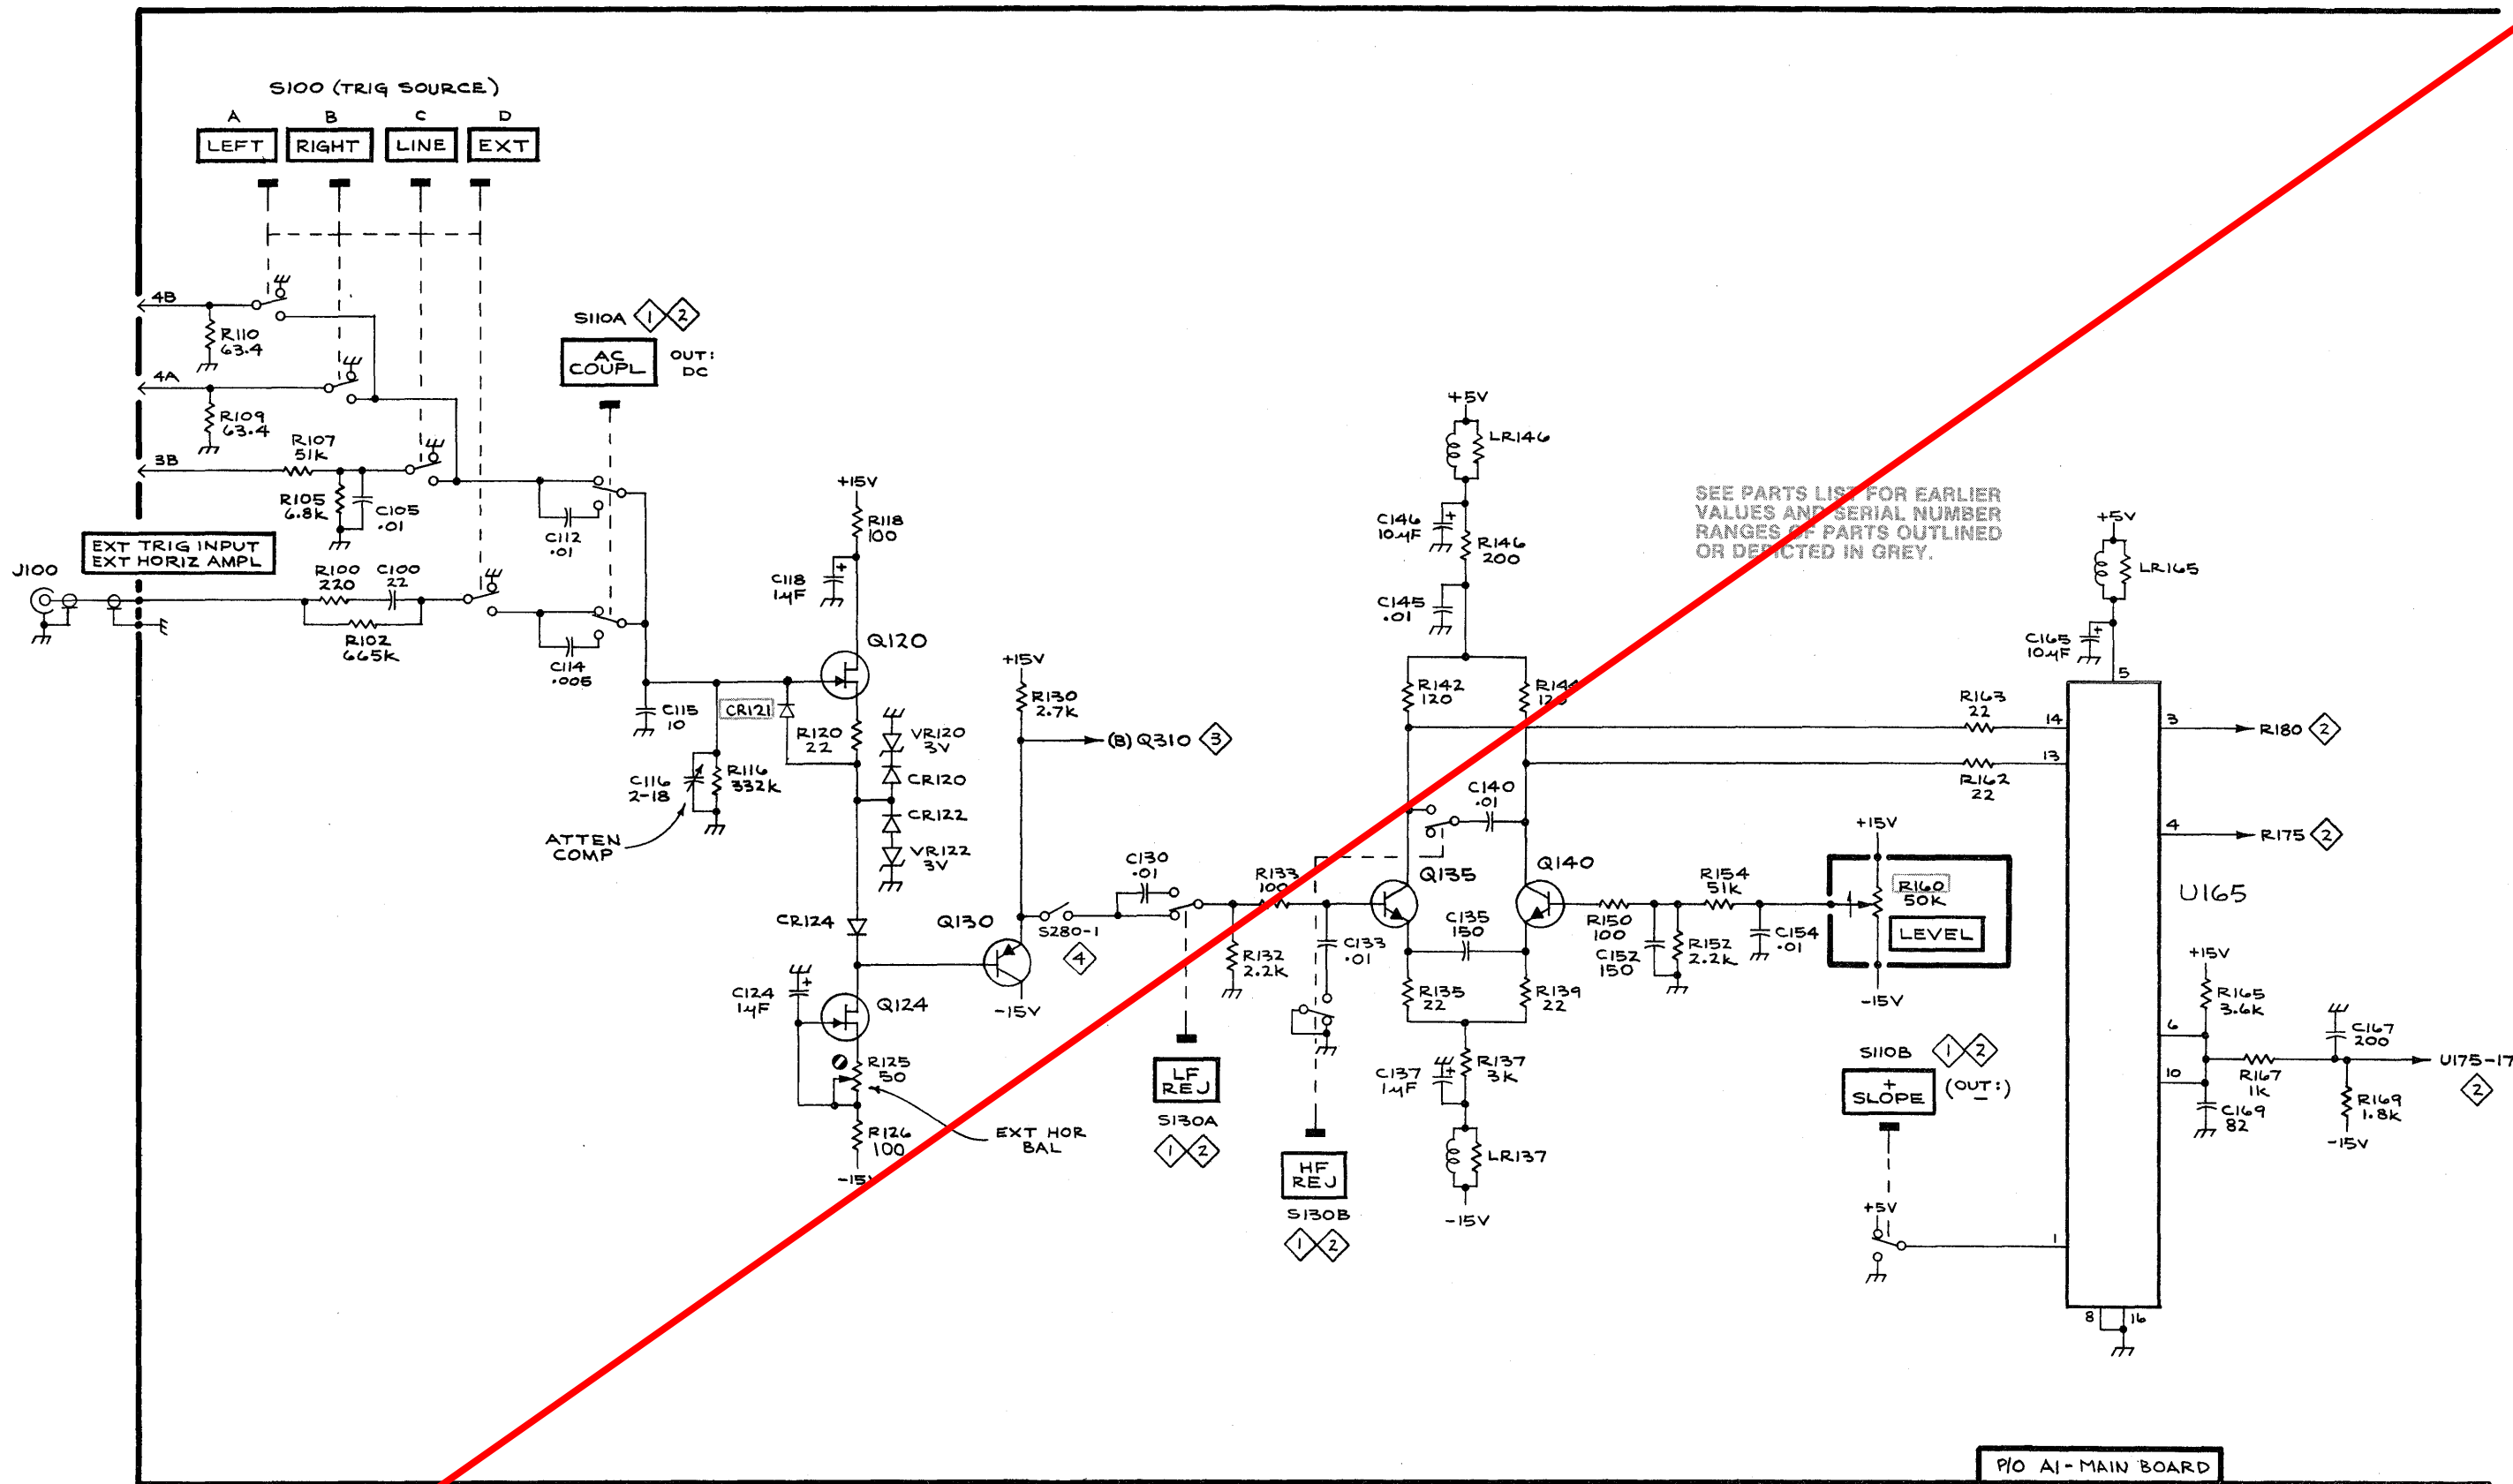 S100 (TRIG SOURCE)
A
B
C
D
LEFT
RIGHT
LINE
EXT
4B
R110
63.4
4A
R109
63.4
3B
R107
51K
R105
6.8K
C105
.01
EXT TRIG INPUT
EXT HORIZ AMPL
J100
R100
220
C100
22
R102
665K
S110A
1
2
AC
COUPL
OUT:
DC
C112
.01
C114
.005
C115
10
C116
2-18
R116
332K
ATTEN
COMP
+15V
R118
100
C118
1µF
Q120
CR121
R120
22
VR120
3V
CR120
CR122
VR122
3V
CR124
C124
1µF
Q124
R125
50
R126
100
-15V
EXT HOR
BAL
+15V
R130
2.7K
(B) Q310
3
Q130
-15V
S280-1
4
C130
.01
R132
2.2K
R133
100
LF
REJ
S130A
1
2
C133
.01
HF
REJ
S130B
1
2
+5V
LR146
C146
10µF
R146
200
C145
.01
R142
120
R144
120
C140
.01
Q135
Q140
C135
150
R135
22
R139
22
C137
1µF
R137
3K
LR137
-15V
R150
100
C152
150
R152
2.2K
R154
51K
C154
.01
+15V
R160
50K
LEVEL
-15V
SEE PARTS LIST FOR EARLIER
VALUES AND SERIAL NUMBER
RANGES OF PARTS OUTLINED
OR DEPICTED IN GREY.
+5V
LR165
C165
10µF
5
R163
22
14
R162
22
13
3
R180
2
4
R175
2
U165
+15V
R165
3.6K
6
10
R167
1K
C169
82
C167
200
R169
1.8K
-15V
U175-17
2
S110B
1
2
+
SLOPE
(OUT:)
–
+5V
1
8
16
P/O A1-MAIN BOARD